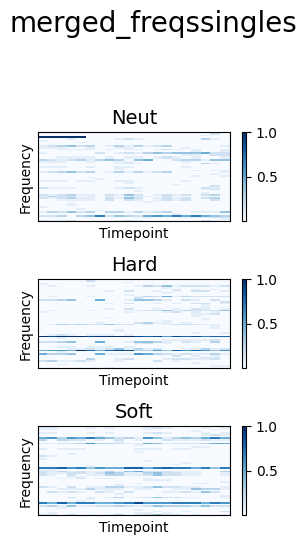 merged_freqssingles
Neut
1.0
0.5
Frequency
Timepoint
Hard
1.0
0.5
Frequency
Timepoint
Soft
1.0
0.5
Frequency
Timepoint